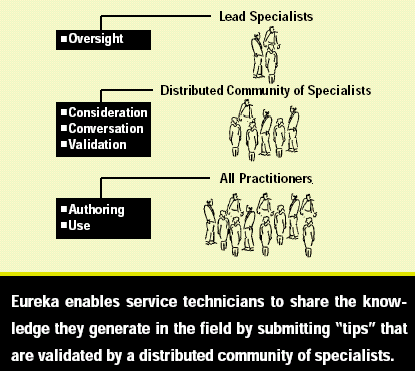 Lead Specialists
▪Oversight
Distributed Community of Specialists
▪Consideration
▪Conversation
▪Validation
All Practitioners
▪Authoring
▪Use
Eureka enables service technicians to share the know-
ledge they generate in the field by submitting “tips” that
are validated by a distributed community of specialists.